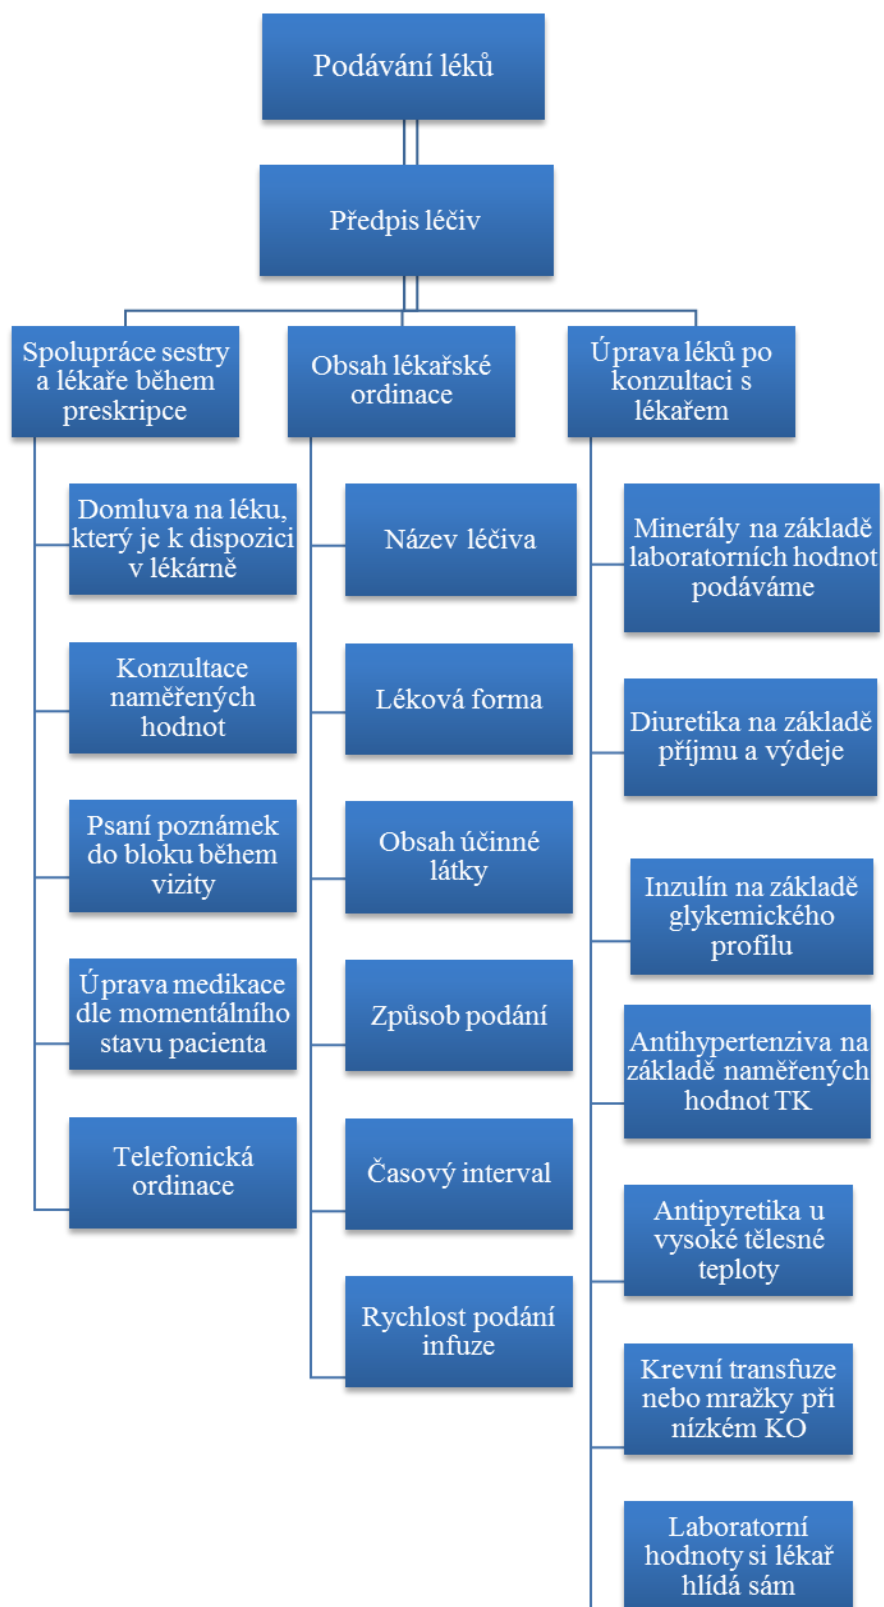 Podávání léků
Předpis léčiv
Spolupráce sestry
a lékaře během
preskripce
Domluva na léku,
který je k dispozici
v lékárně
Konzultace
naměřených
hodnot
Psaní poznámek
do bloku během
vizity
Úprava medikace
dle momentálního
stavu pacienta
Telefonická
ordinace
Obsah lékařské
ordinace
Název léčiva
Léková forma
Obsah účinné
látky
Způsob podání
Časový interval
Rychlost podání
infuze
Úprava léků po
konzultaci s
lékařem
Minerály na základě
laboratorních hodnot
podáváme
Diuretika na základě
příjmu a výdeje
Inzulín na základě
glykemického
profilu
Antihypertenziva na
základě naměřených
hodnot TK
Antipyretika u
vysoké tělesné
teploty
Krevní transfuze
nebo mražky při
nízkém KO
Laboratorní
hodnoty si lékař
hlídá sám